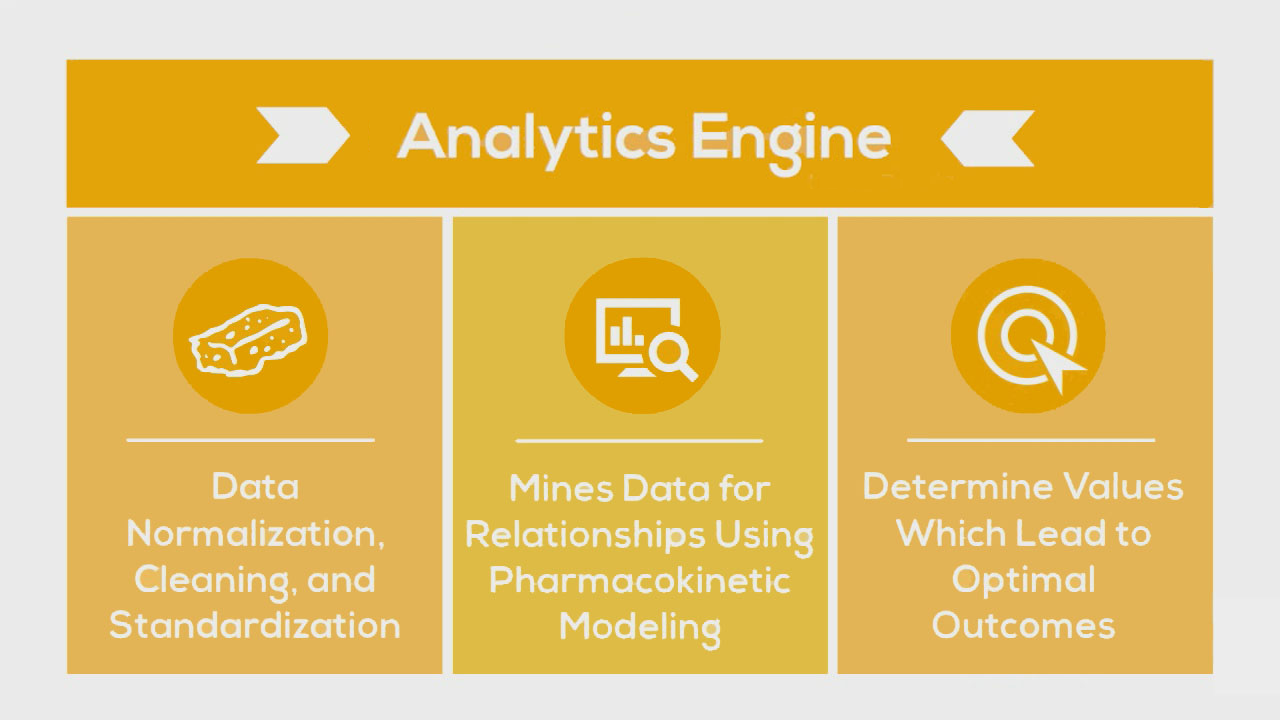 Analytics Engine
Data
Normalization,
Cleaning, and
Standardization
Mines Data for
Relationships Using
Pharmacokinetic
Modeling
Determine Values
Which Lead to
Optimal
Outcomes